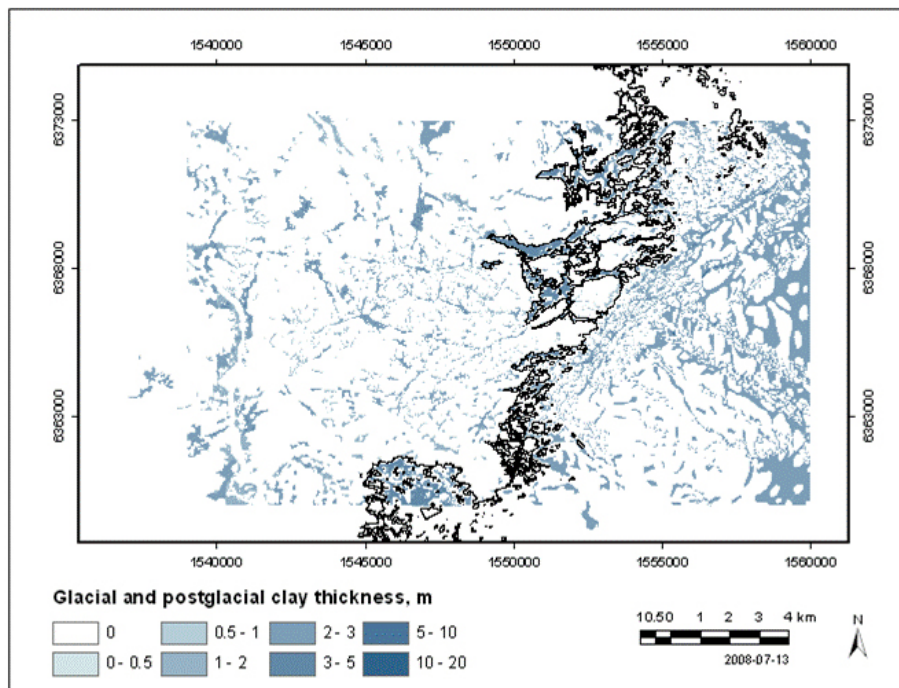 1540000 1545000 1550000 1555000 1560000
6373000 6373000
6368000 6368000
6363000 6363000
1540000 1545000 1550000 1555000 1560000
Glacial and postglacial clay thickness, m
0 0.5 - 1 2 - 3 5 - 10
0 - 0.5 1 - 2 3 - 5 10 - 20
10.50 1 2 3 4 km
2008-07-13
N